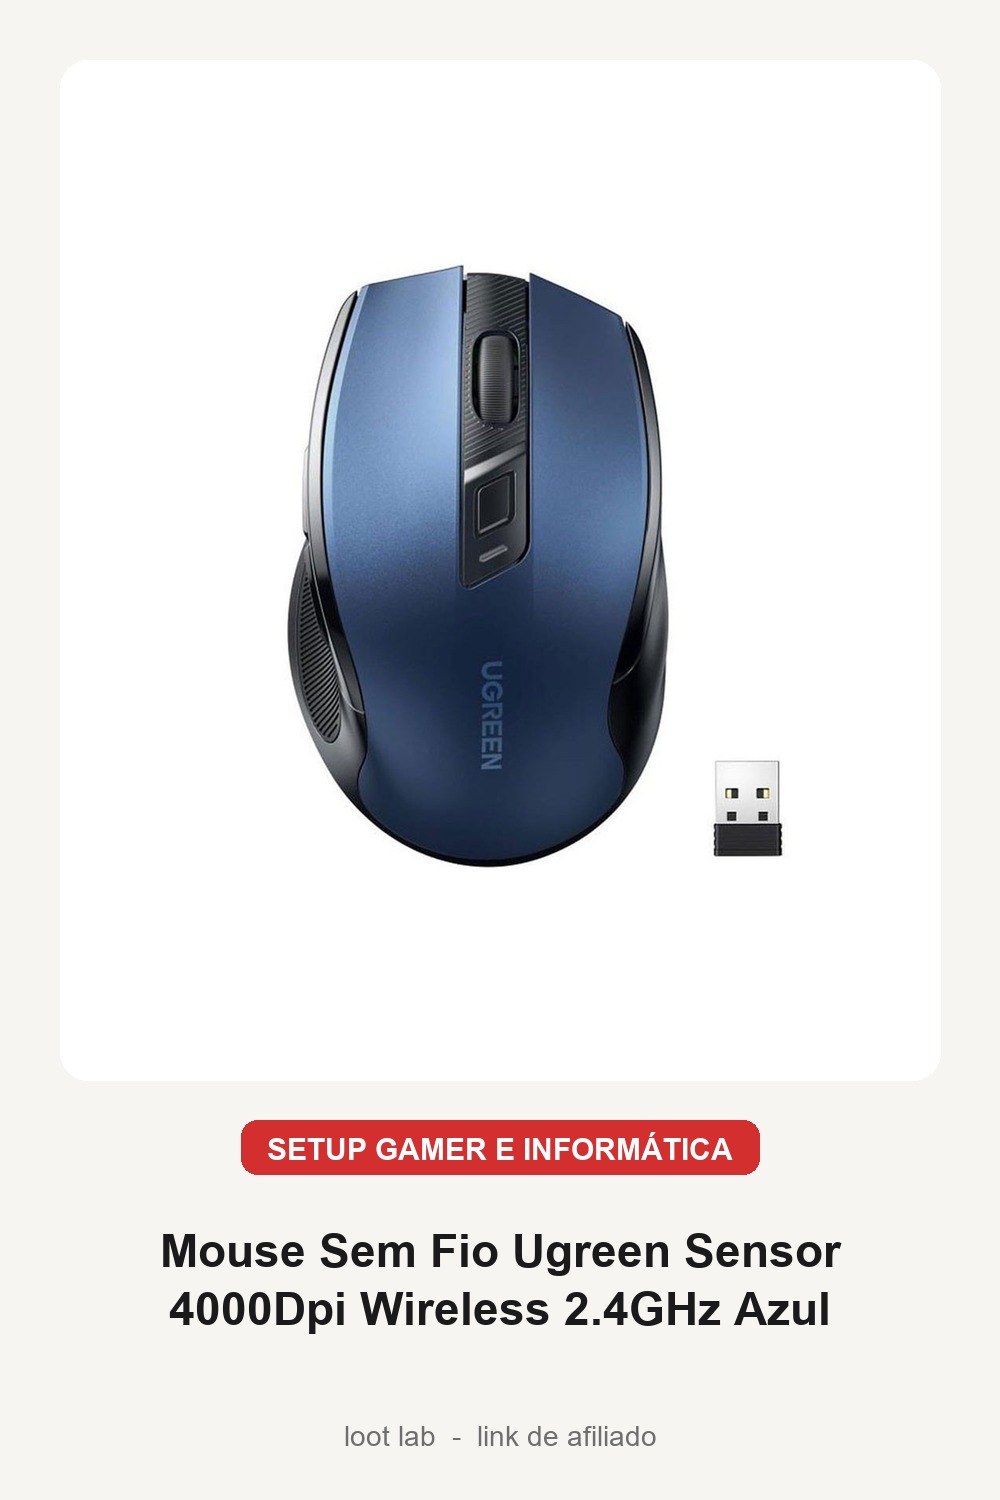 UGREEN
SETUP GAMER E INFORMÁTICA
Mouse Sem Fio Ugreen Sensor
4000Dpi Wireless 2.4GHz Azul
loot lab - link de afiliado